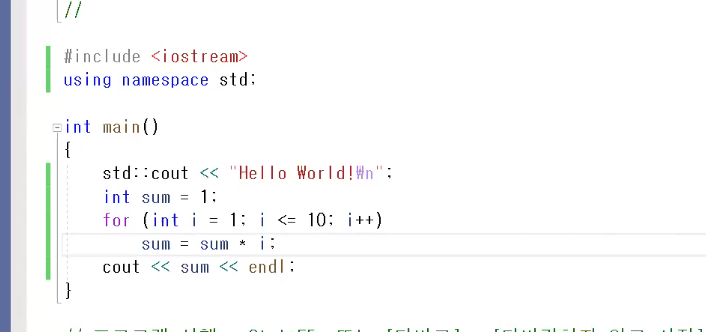 //
#include <iostream>
using namespace std;
int main()
{
std::cout << "Hello World!₩n";
int sum = 1;
for (int i = 1; i <= 10; i++)
sum = sum * i;
cout << sum << endl;
}